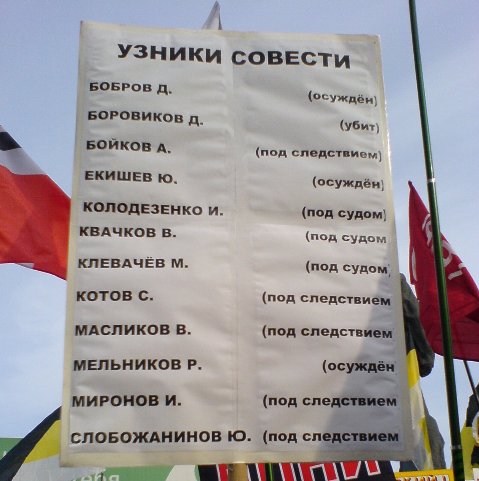 УЗНИКИ СОВЕСТИ
БОБРОВ Д. (осуждён)
БОРОВИКОВ Д. (убит)
БОЙКОВ А. (под следствием)
ЕКИШЕВ Ю. (осуждён)
КОЛОДЕЗЕНКО И. (под судом)
КВАЧКОВ В. (под судом
КЛЕВАЧЁВ М. (под судом)
КОТОВ С. (под следствием
МАСЛИКОВ В. (под следствием
МЕЛЬНИКОВ Р. (осуждён
МИРОНОВ И. (под следствием
СЛОБОЖАНИНОВ Ю. (под следствием